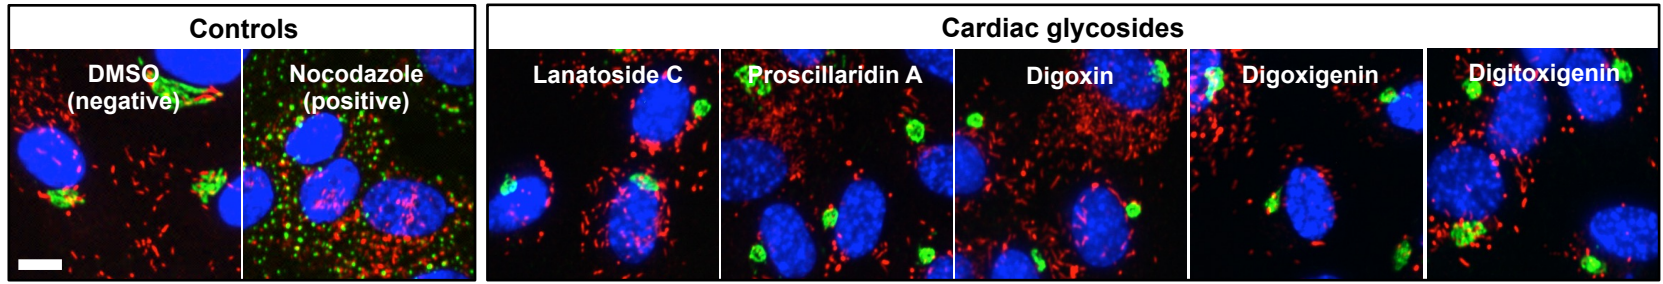 Controls
Cardiac glycosides
DMSO
(negative)
Nocodazole
(positive)
Lanatoside C
Proscillaridin A
Digoxin
Digoxigenin
Digitoxigenin